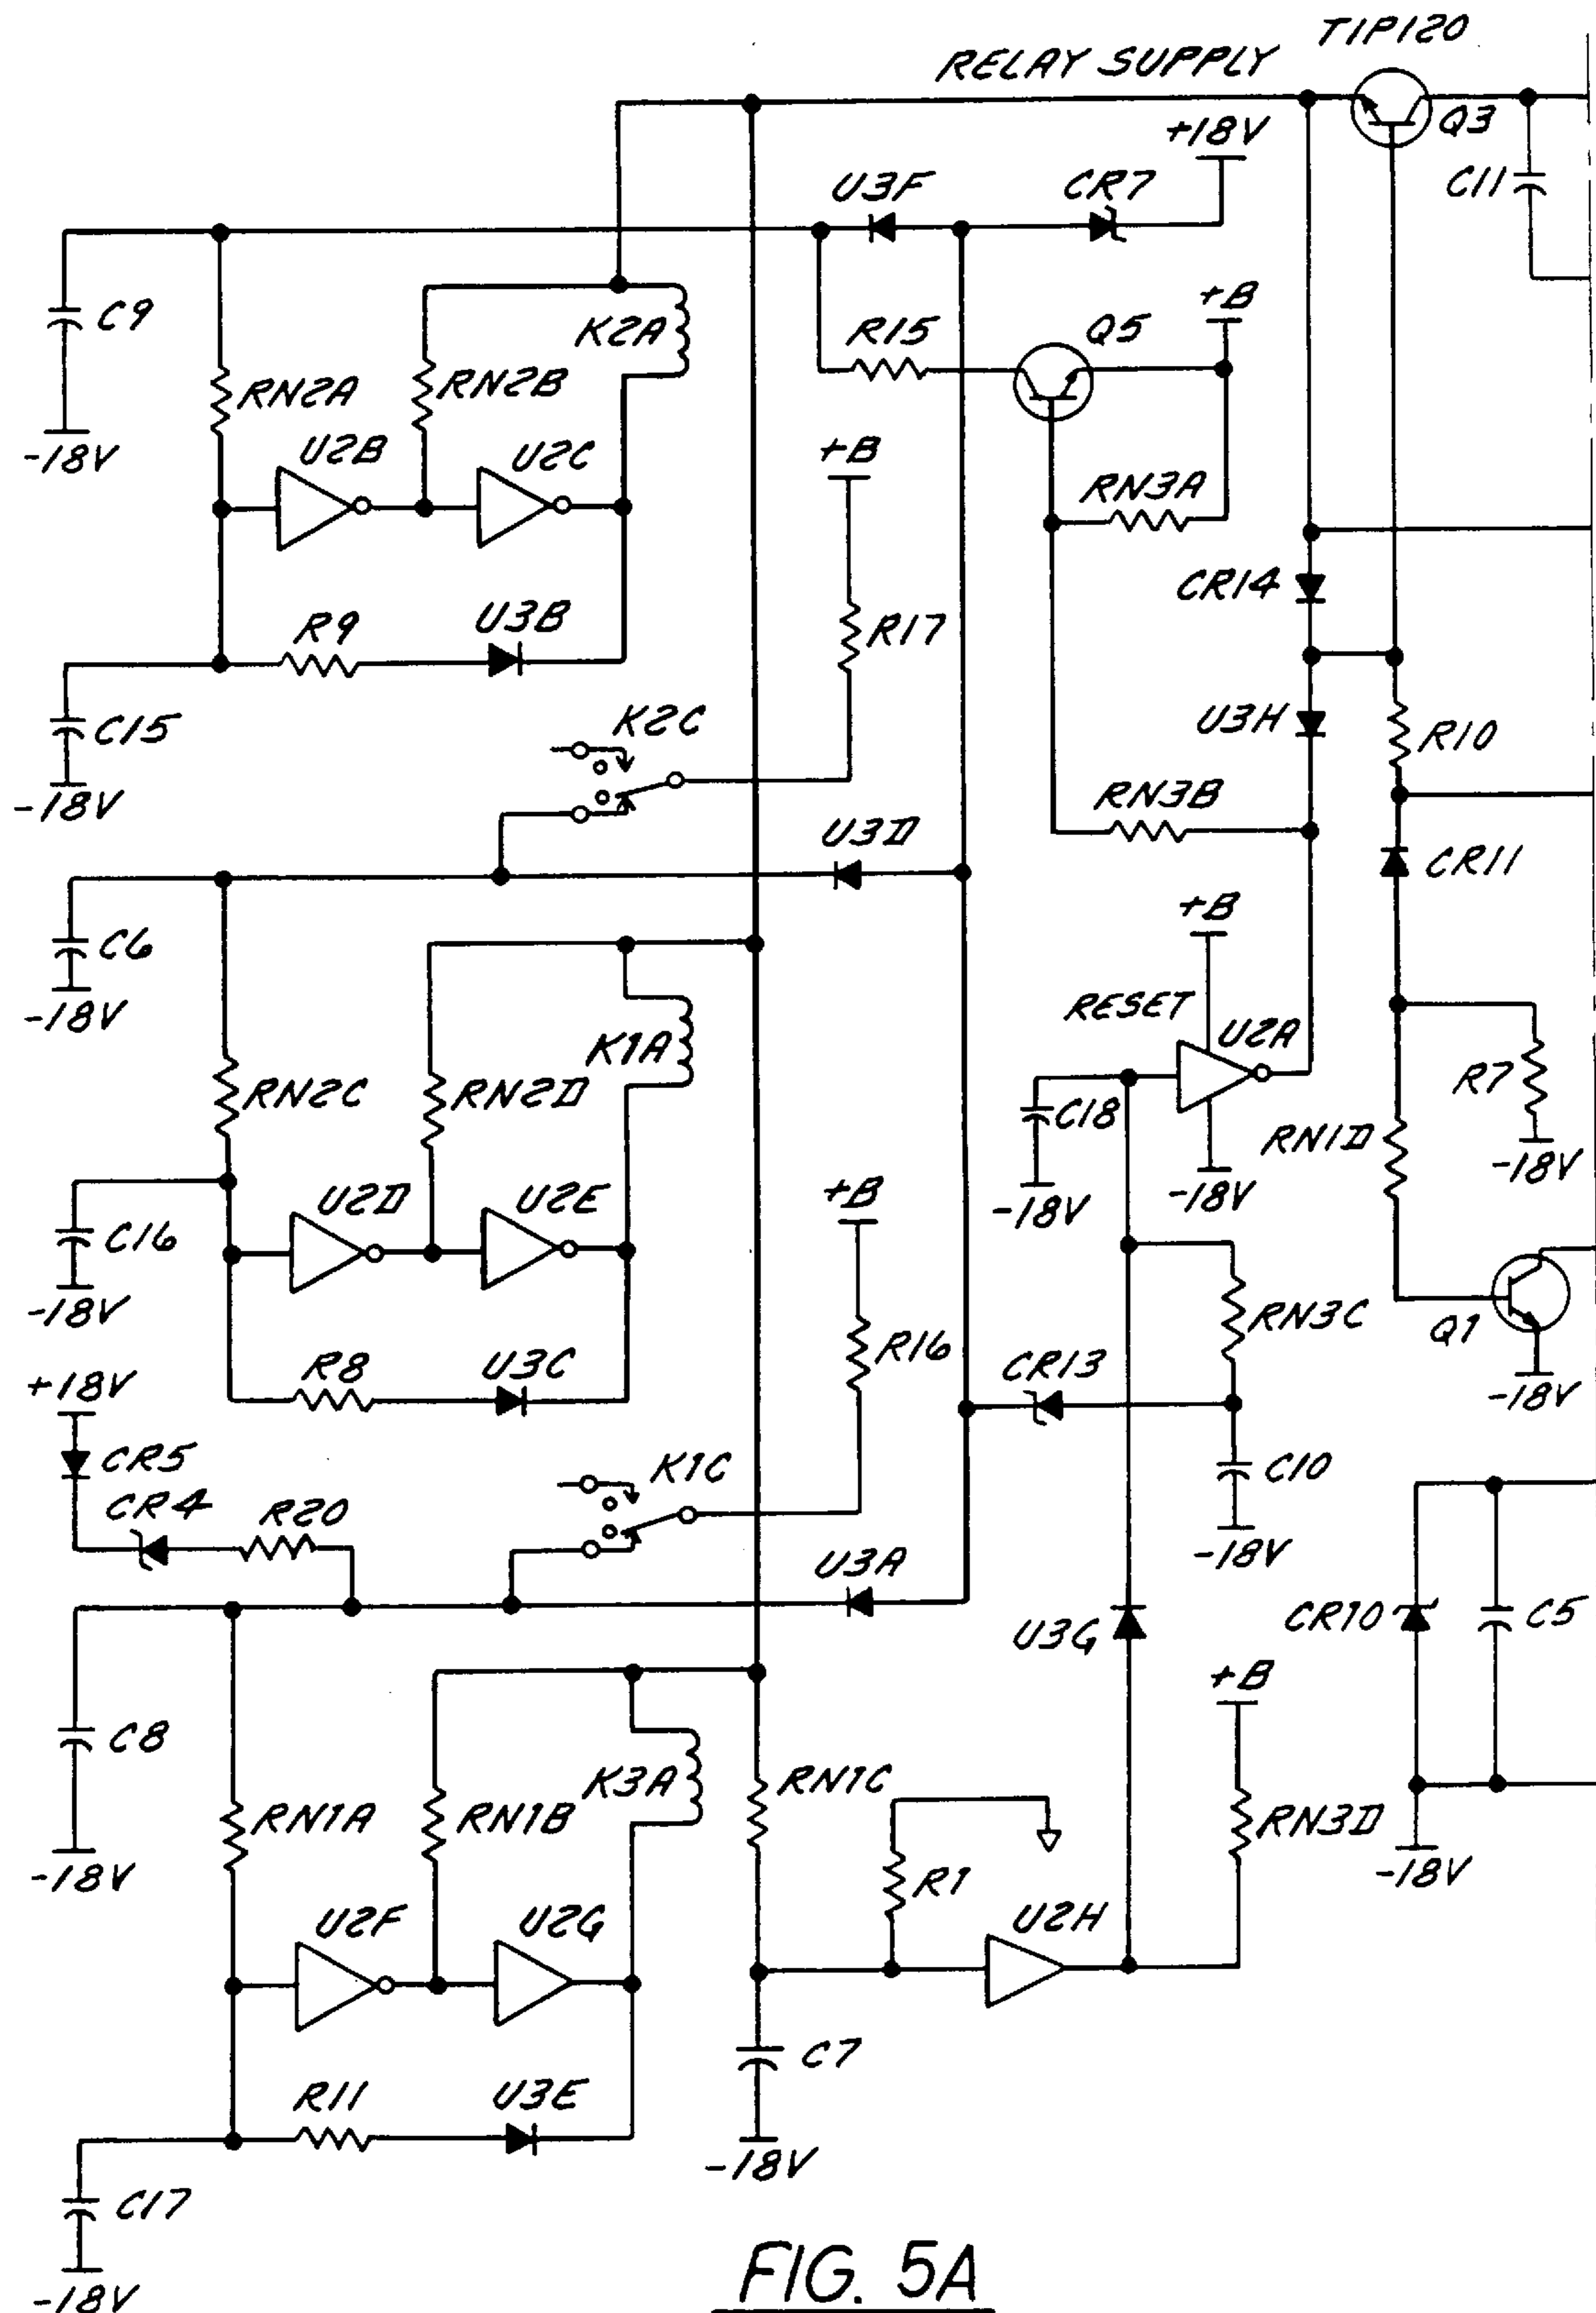 TIP120
RELAY SUPPLY
Q3
+18V
C11
U3F
CR7
+B
C9
K2A
R15
Q5
RN2A
RN2B
-18V
U2B
U2C
+B
RN3A
CR14
R9
U3B
R17
C15
K2C
U3H
R10
-18V
RN3B
U3D
CR11
C6
+B
-18V
RESET
U2A
K1A
R7
RN2C
RN2D
C18
RN1D
-18V
-18V
-18V
+B
U2D
U2E
C16
-18V
RN3C
Q1
R8
U3C
R16
CR13
-18V
+18V
CR5
K1C
C10
CR4
R20
-18V
U3A
CR10
C5
U3G
+B
C8
K3A
RN1C
RN1A
RN1B
RN3D
-18V
R1
-18V
U2F
U2G
U2H
C7
R11
U3E
-18V
C17
-18V
FIG. 5A